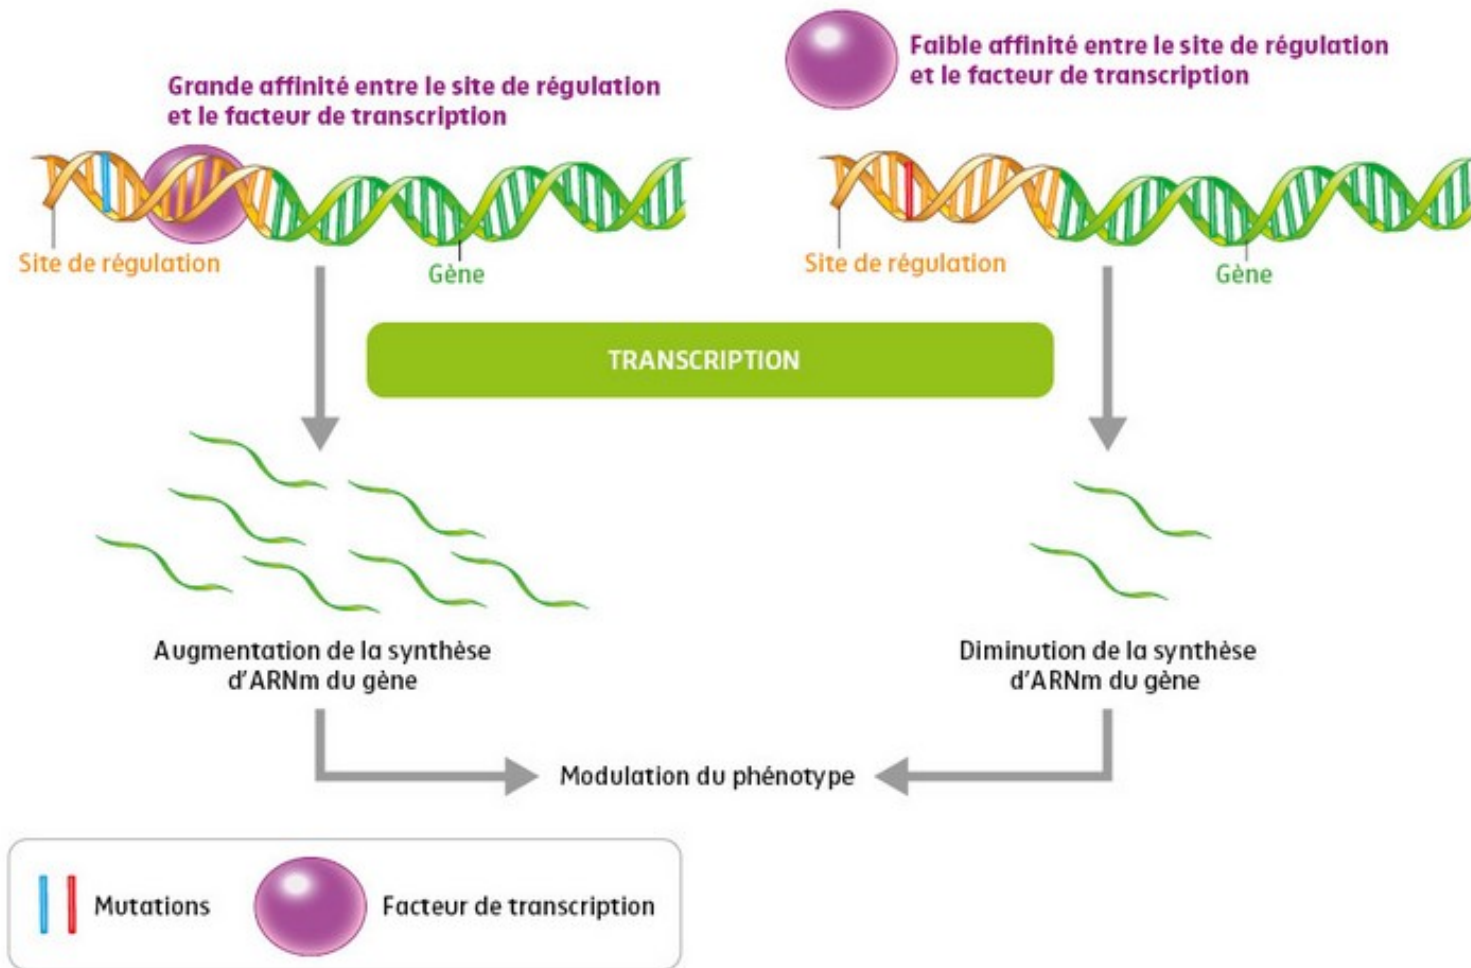 Grande affinité entre le site de régulation
et le facteur de transcription
Site de régulation
Gène
Faible affinité entre le site de régulation
et le facteur de transcription
Site de régulation
Gène
TRANSCRIPTION
Augmentation de la synthèse
d'ARNm du gène
Diminution de la synthèse
d'ARNm du gène
Modulation du phénotype
Mutations
Facteur de transcription